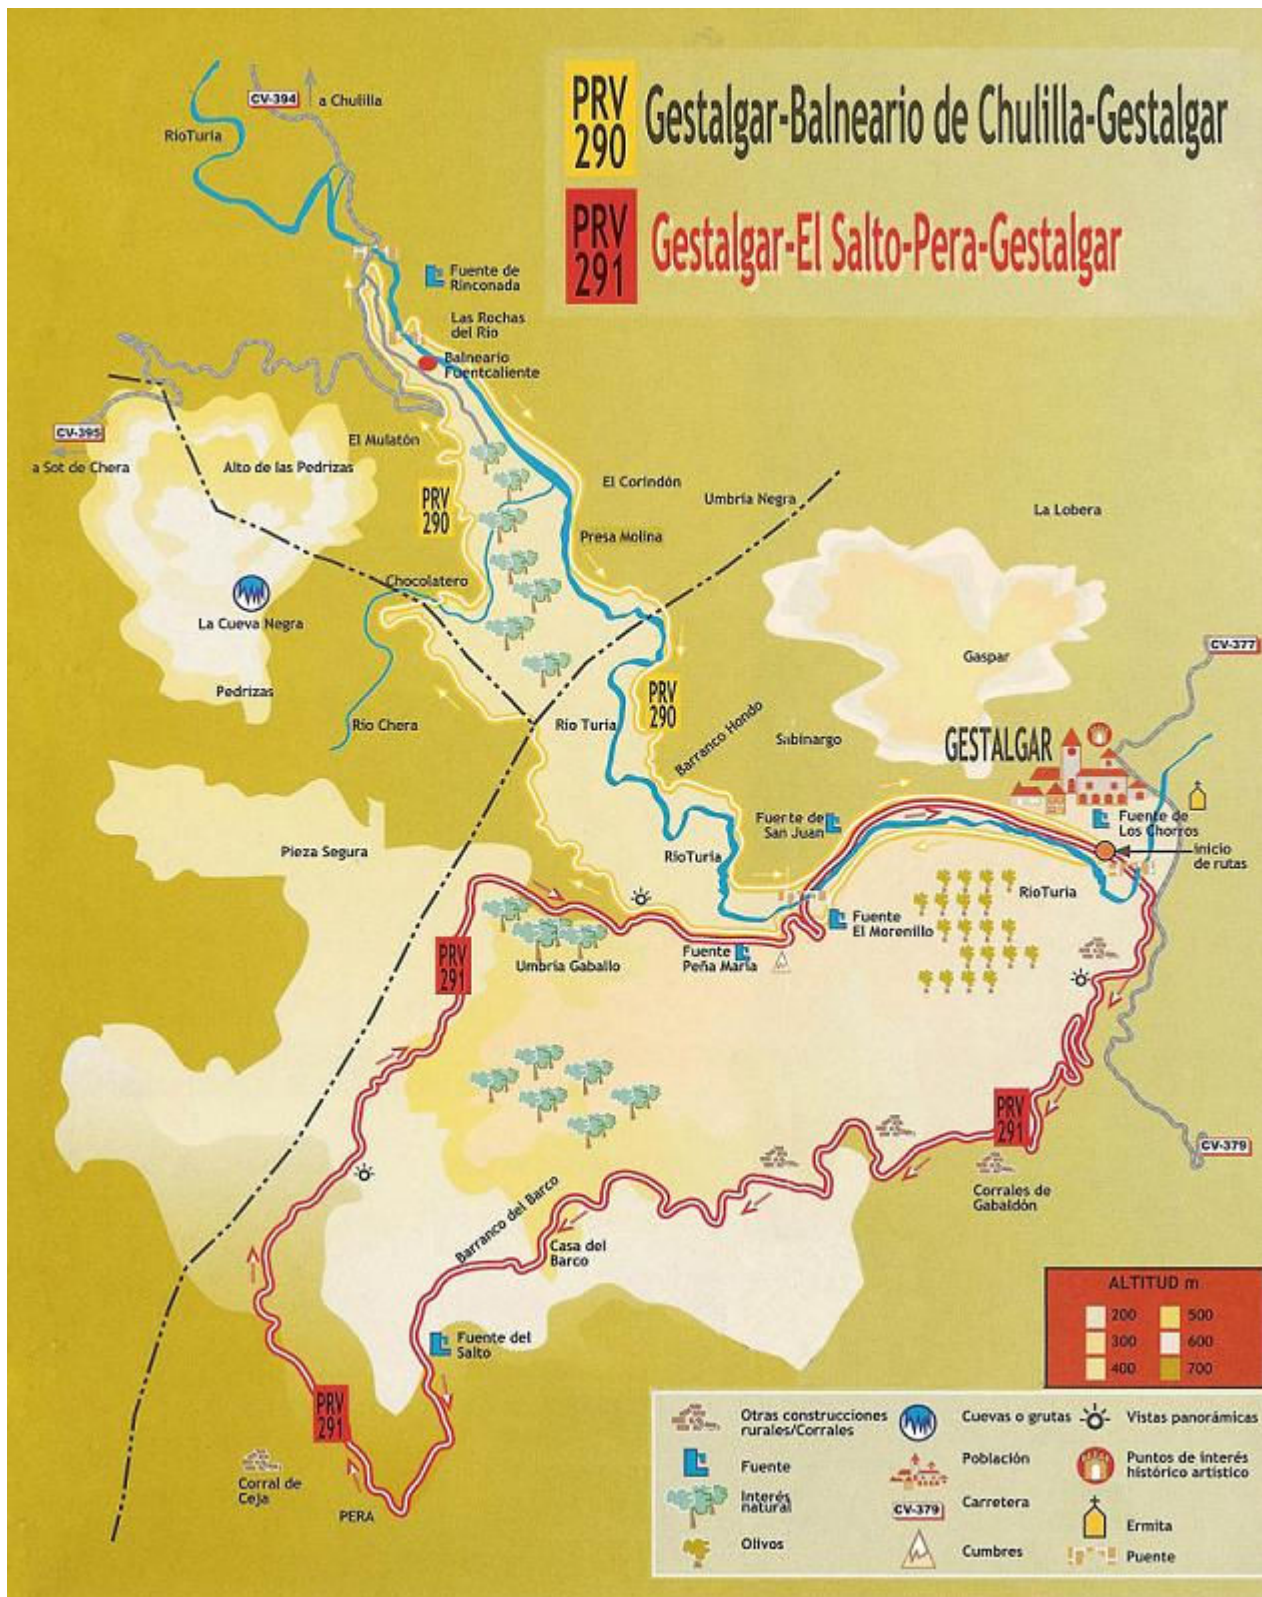 PRV
290
Gestalgar-Balneario de Chulilla-Gestalgar
PRV
291
Gestalgar-El Salto-Pera-Gestalgar
CV-394
a Chulilla
RíoTuria
Fuente de
Rinconada
Las Rochas
del Río
Balneario
Fuentcaliente
CV-395
a Sot de Chera
El Mulatón
Alto de las Pedrizas
PRV
290
El Corindón
Umbría Negra
La Lobera
Presa Molina
Chocolatero
La Cueva Negra
Pedrizas
Río Chera
Río Turia
PRV
290
Barranco Hondo
Sabinargo
Gaspar
CV-377
GESTALGAR
Fuente de
Los Chorros
inicio
de rutas
Fuerte de
San Juan
RíoTuria
RíoTuria
Pieza Segura
Fuente
El Morenillo
Fuente
Peña María
Umbría Gaballo
PRV
291
PRV
291
CV-379
Corrales de
Gabaldón
Barranco del Barco
Casa del
Barco
Fuente del
Salto
PRV
291
Corral de
Ceja
PERA
ALTITUD m
200
500
300
600
400
700
Otras construcciones
rurales/Corrales
Cuevas o grutas
Vistas panorámicas
Fuente
Población
Puntos de interés
histórico artístico
Interés
natural
CV-379
Carretera
Ermita
Olivos
Cumbres
Puente